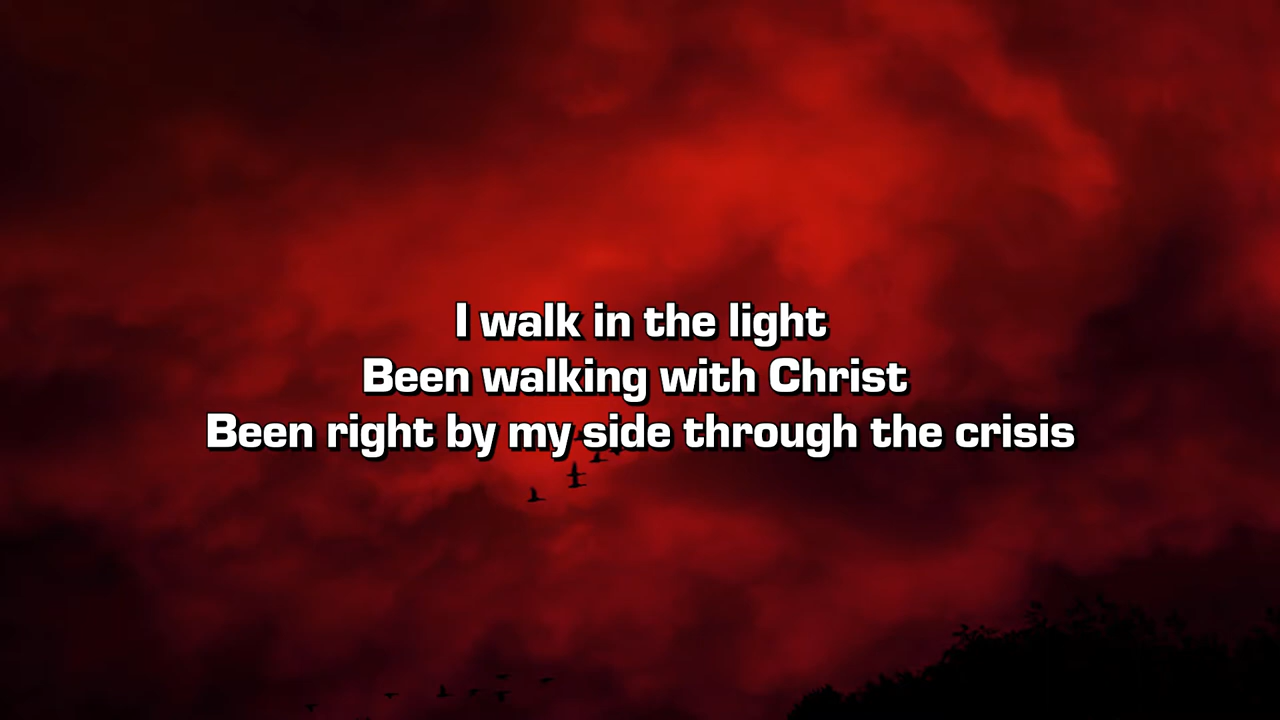 I walk in the light
Been walking with Christ
Been right by my side through the crisis